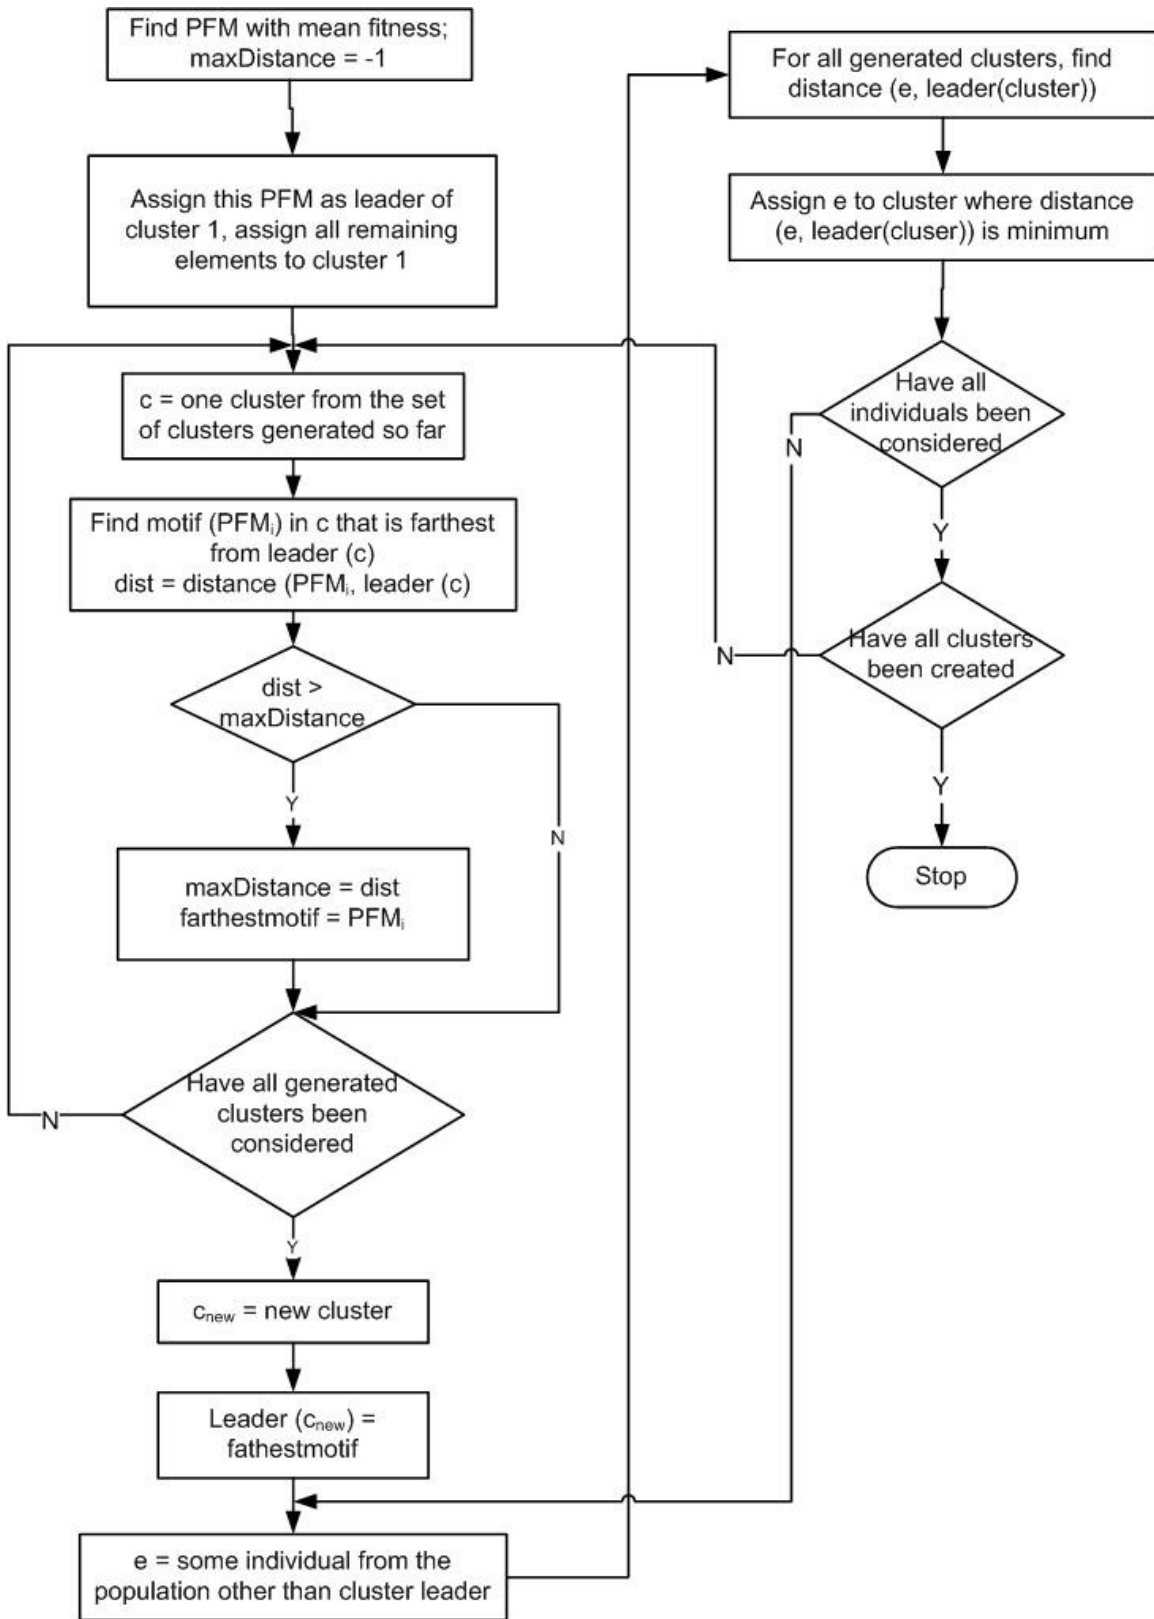 Find PFM with mean fitness;
maxDistance = -1
Assign this PFM as leader of
cluster 1, assign all remaining
elements to cluster 1
c = one cluster from the set
of clusters generated so far
Find motif (PFMᵢ) in c that is farthest
from leader (c)
dist = distance (PFMᵢ, leader (c)
dist >
maxDistance
Y
N
maxDistance = dist
farthestmotif = PFMᵢ
Have all generated
clusters been
considered
N
Y
cnew = new cluster
Leader (cnew) =
fathestmotif
e = some individual from the
population other than cluster leader
For all generated clusters, find
distance (e, leader(cluster))
Assign e to cluster where distance
(e, leader(cluser)) is minimum
Have all
individuals been
considered
N
Y
Have all clusters
been created
N
Y
Stop